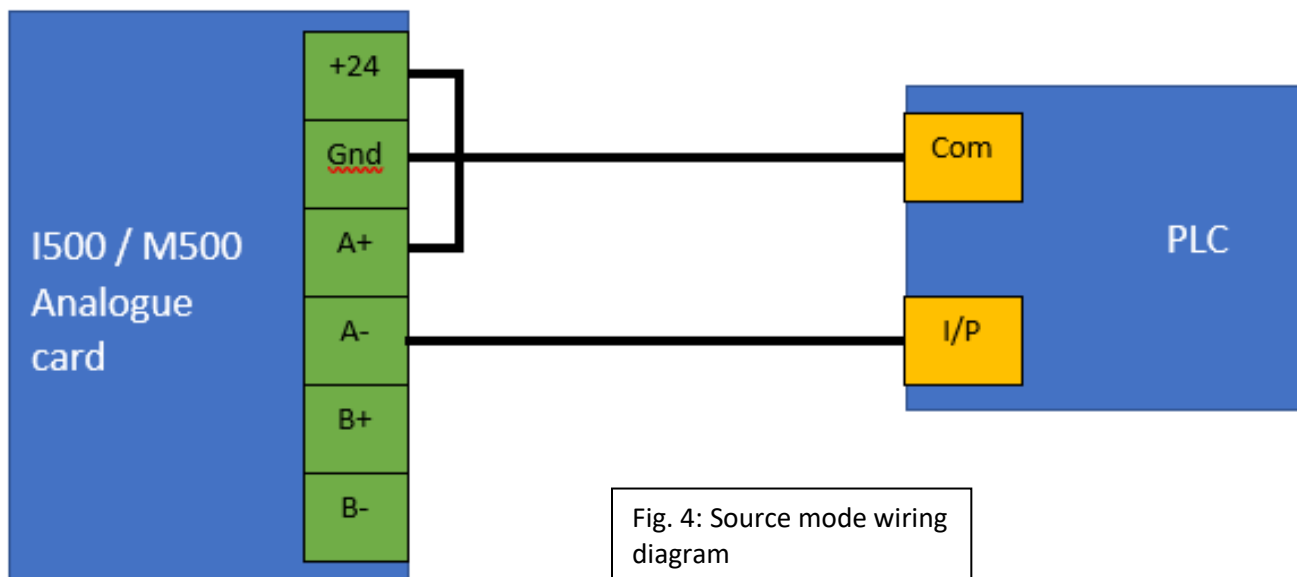 +24
Gnd
A+
A-
B+
B-
I500 / M500
Analogue
card
Com
I/P
PLC
Fig. 4: Source mode wiring
diagram